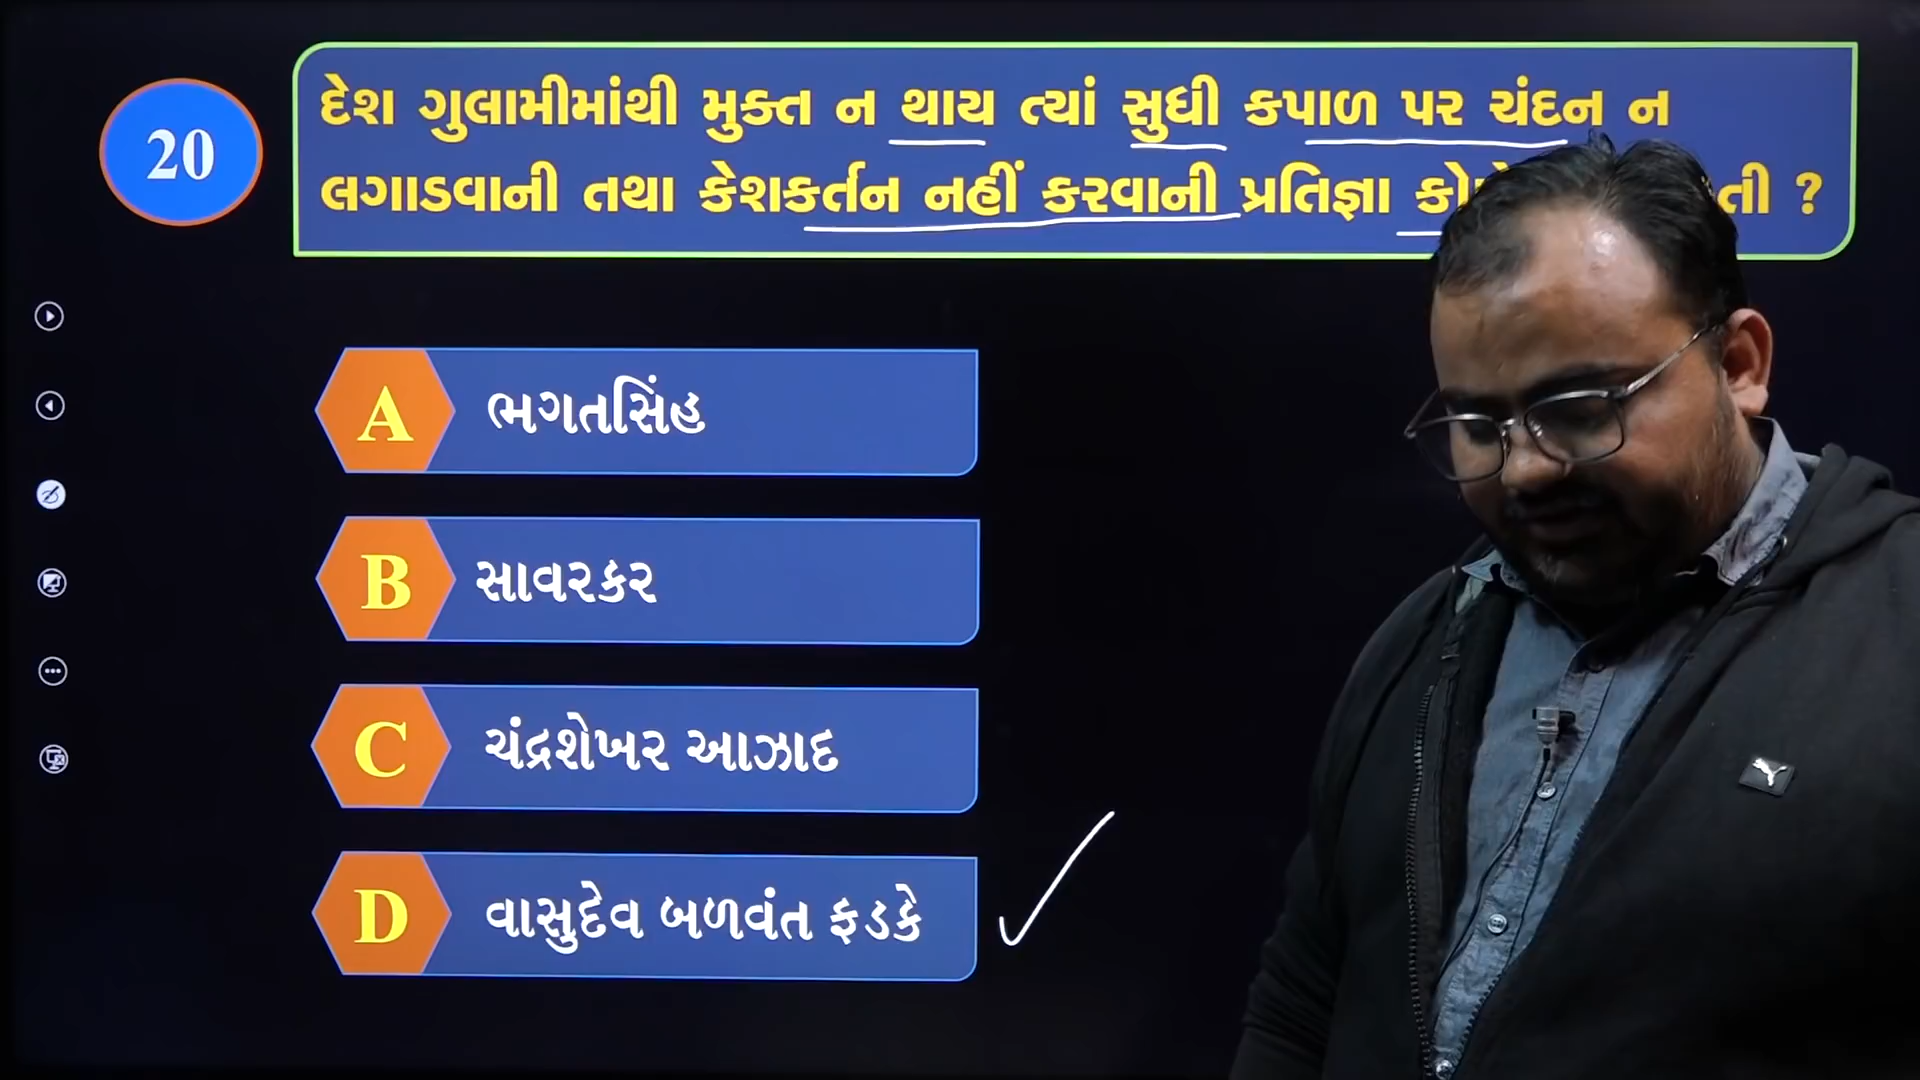 20
દેશ ગુલામીમાંથી મુક્ત ન થાય ત્યાં સુધી કપાળ પર ચંદન ન
લગાડવાની તથા કેશકર્તન નહીં કરવાની પ્રતિજ્ઞા ?
A ભગતસિંહ
B સાવરકર
C ચંદ્રશેખર આઝાદ
D વાસુદેવ બળવંત ફડકે